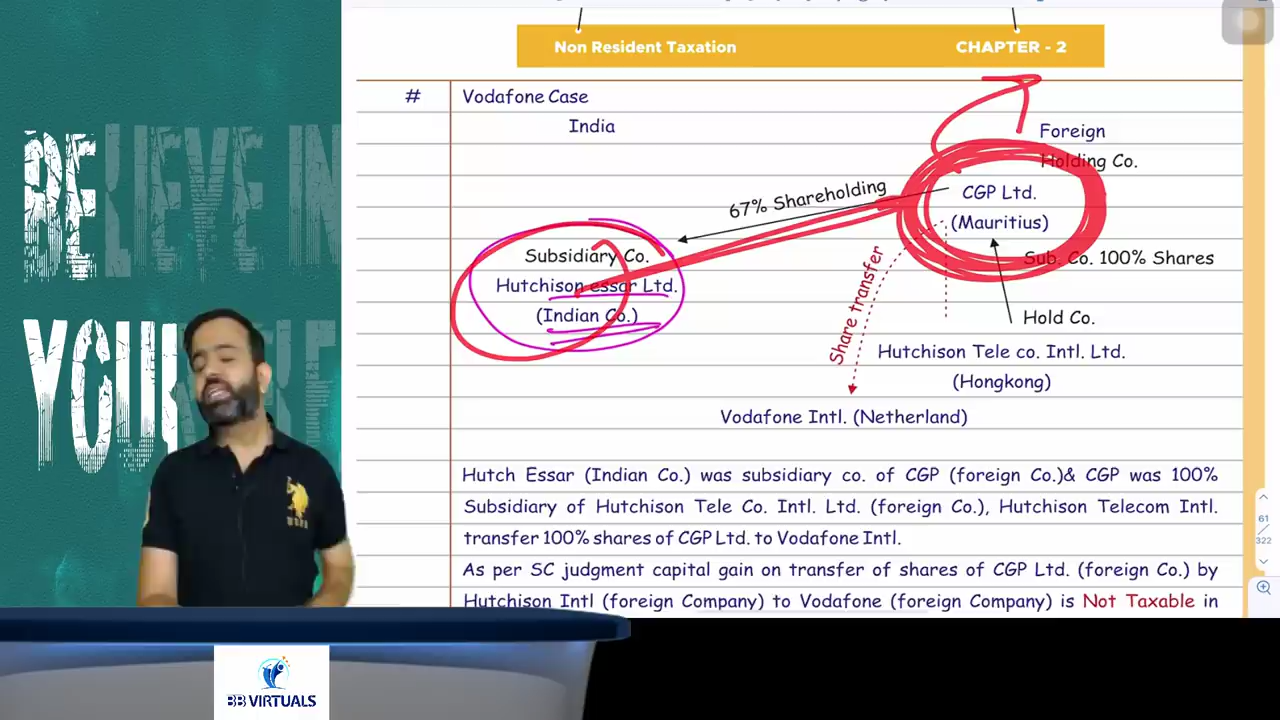 BELIEVE IN
YOURSELF
Non Resident Taxation
CHAPTER - 2
#
Vodafone Case
India
Foreign
Holding Co.
67% Shareholding
CGP Ltd.
(Mauritius)
Subsidiary Co.
Hutchison essar Ltd.
(Indian Co.)
Sub. Co. 100% Shares
Share transfer
Hold Co.
Hutchison Tele co. Intl. Ltd.
(Hongkong)
Vodafone Intl. (Netherland)
Hutch Essar (Indian Co.) was subsidiary co. of CGP (foreign Co.)& CGP was 100%
Subsidiary of Hutchison Tele Co. Intl. Ltd. (foreign Co.), Hutchison Telecom Intl.
transfer 100% shares of CGP Ltd. to Vodafone Intl.
As per SC judgment capital gain on transfer of shares of CGP Ltd. (foreign Co.) by
Hutchison Intl (foreign Company) to Vodafone (foreign Company) is Not Taxable in
61
322
BB VIRTUALS